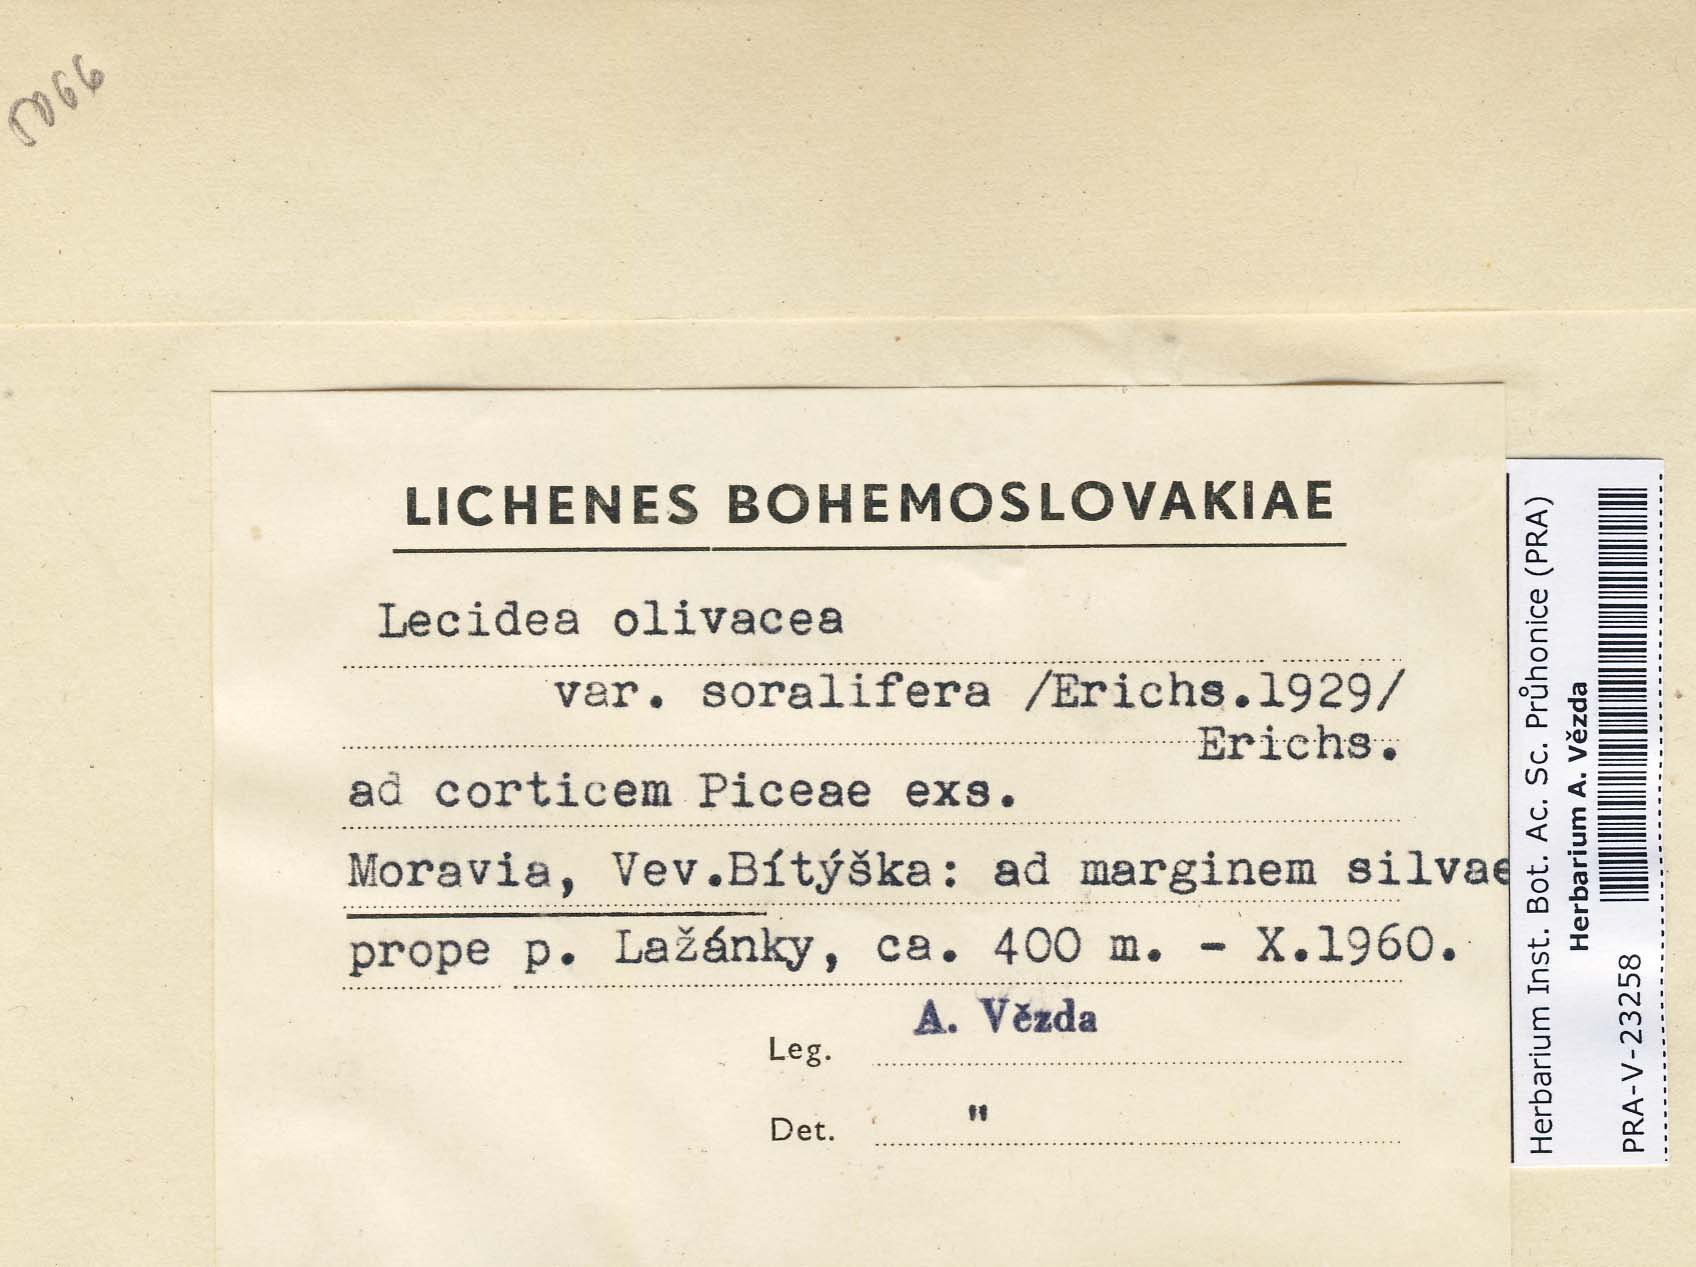 5066
LICHENES BOHEMOSLOVAKIAE
Lecidea olivacea
var. soralifera /Erichs.1929/
Erichs.
ad corticem Piceae exs.
Moravia, Vev.Bítýška: ad marginem silvae
prope p. Lažánky, ca. 400 m. - X.1960.
A. Vězda
Leg.
Det. "
Herbarium Inst. Bot. Ac. Sc. Průhonice (PRA)
Herbarium A. Vězda
PRA-V-23258